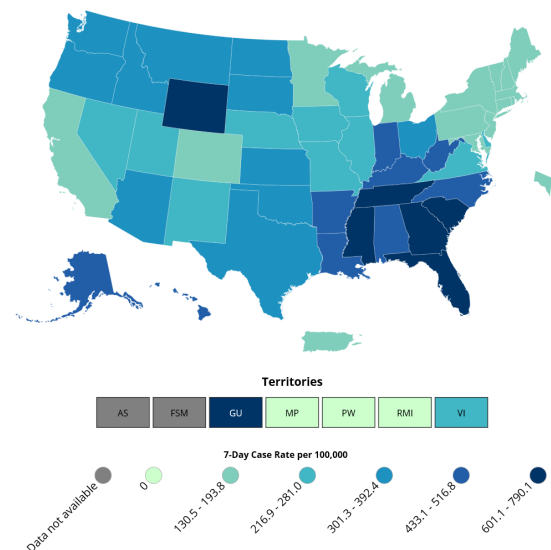 Territories
AS FSM GU MP PW RMI VI
7-Day Case Rate per 100,000
Data not available 0 130.5 - 193.8 216.9 - 281.0 301.3 - 392.4 433.1 - 516.8 601.1 - 790.1